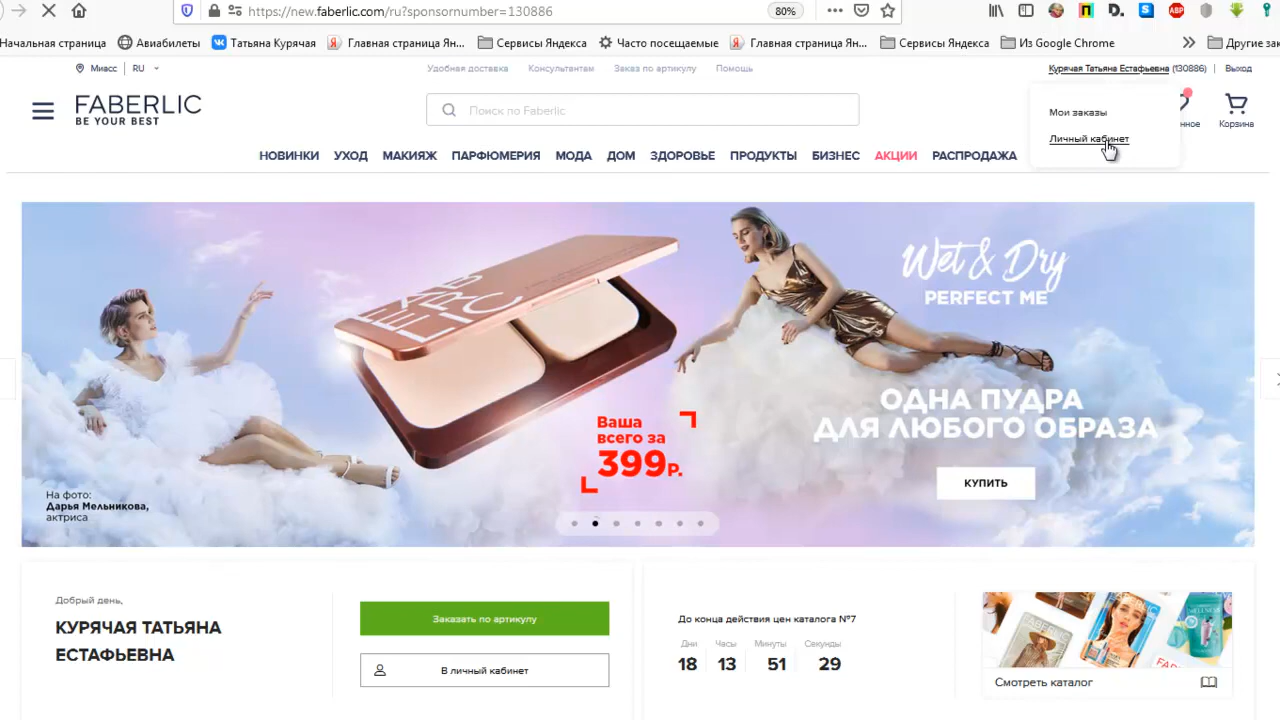 https://new.faberlic.com/ru?sponsornumber=130886
80%
ABP
Начальная страница
Авиабилеты
Татьяна Курячая
Главная страница Ян...
Сервисы Яндекса
Часто посещаемые
Главная страница Ян...
Сервисы Яндекса
Из Google Chrome
Другие зак
Миасс
RU
Удобная доставка
Консультантам
Заказ по артикулу
Помощь
Курячая Татьяна Естафьевна (130886)
Выход
FABERLIC
BE YOUR BEST
Поиск по Faberlic
Мои заказы
Личный кабинет
нное
Корзина
НОВИНКИ
УХОД
МАКИЯЖ
ПАРФЮМЕРИЯ
МОДА
ДОМ
ЗДОРОВЬЕ
ПРОДУКТЫ
БИЗНЕС
АКЦИИ
РАСПРОДАЖА
FABERLIC
Wet & Dry
PERFECT ME
ОДНА ПУДРА
ДЛЯ ЛЮБОГО ОБРАЗА
Ваша
всего за
399р.
КУПИТЬ
На фото:
Дарья Мельникова,
актриса
Добрый день,
КУРЯЧАЯ ТАТЬЯНА
ЕСТАФЬЕВНА
Заказать по артикулу
В личный кабинет
До конца действия цен каталога №7
Дни
Часы
Минуты
Секунды
18
13
51
29
Смотреть каталог